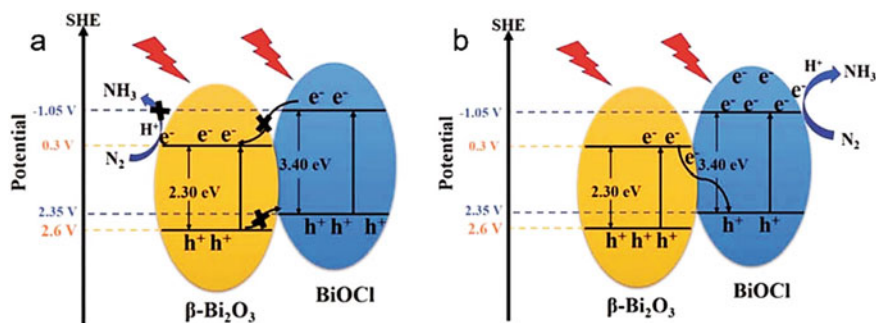 a
SHE
Potential
NH₃
H⁺
N₂
-1.05 V
0.3 V
2.35 V
2.6 V
e⁻
e⁻ e⁻
e⁻ e⁻
2.30 eV
3.40 eV
h⁺ h⁺
h⁺ h⁺ h⁺
β-Bi₂O₃
BiOCl
b
SHE
Potential
-1.05 V
0.3 V
2.35 V
2.6 V
e⁻ e⁻
e⁻ e⁻ e⁻
e⁻
H⁺
NH₃
N₂
e⁻ e⁻
e⁻
2.30 eV
3.40 eV
h⁺ h⁺
h⁺ h⁺ h⁺
β-Bi₂O₃
BiOCl